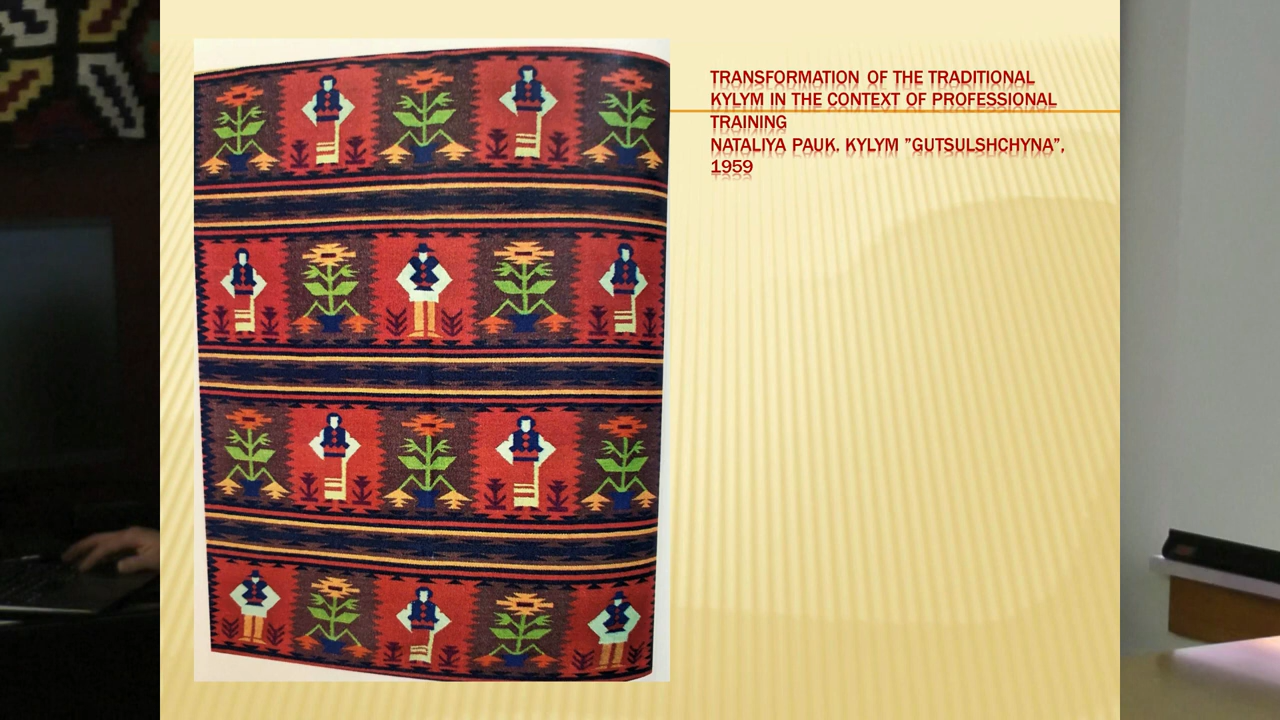 TRANSFORMATION OF THE TRADITIONAL
KYLYM IN THE CONTEXT OF PROFESSIONAL
TRAINING
NATALIYA PAUK. KYLYM ”GUTSULSHCHYNA”,
1959